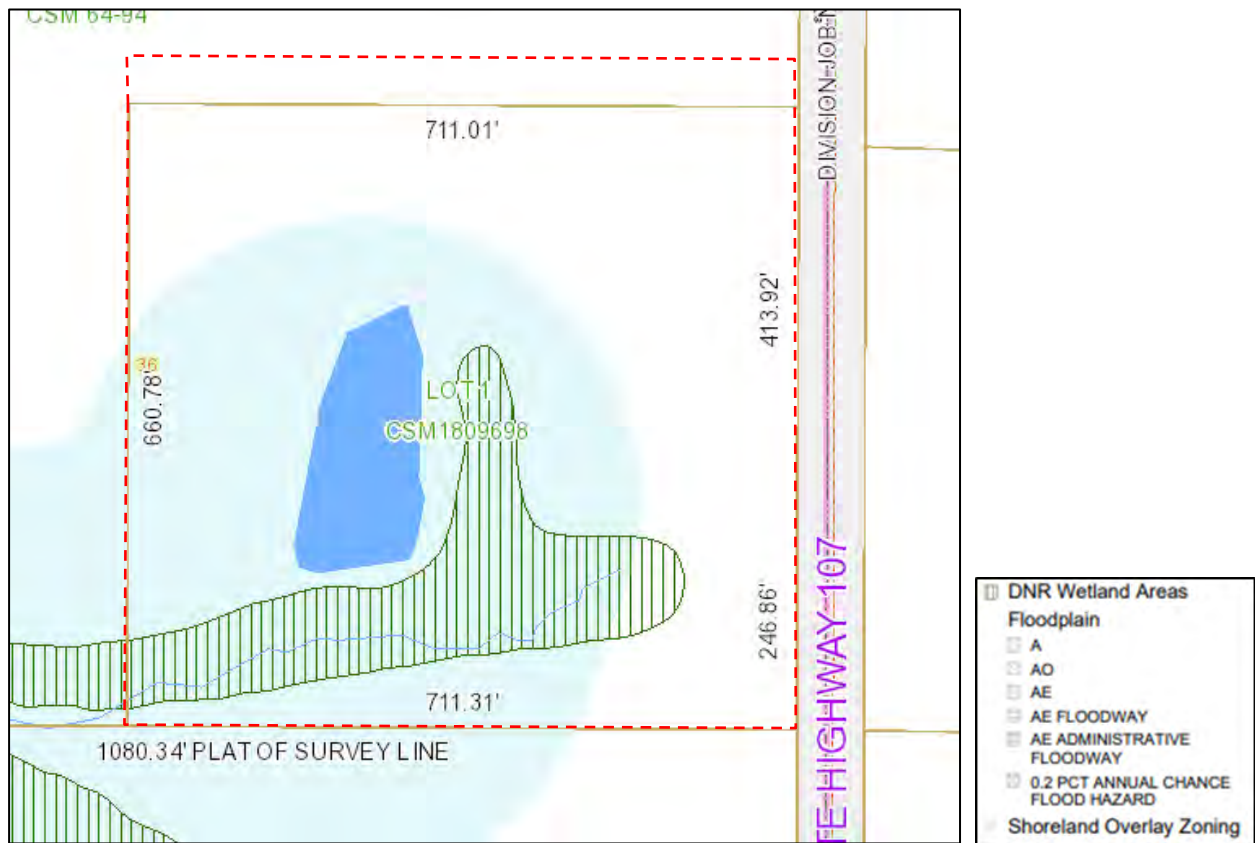 CSM 64-94
711.01'
DIVISION-JOB-
413.92'
36
660.78'
LOT 1
CSM1809698
246.86'
711.31'
1080.34' PLAT OF SURVEY LINE
TE HIGHWAY 107
DNR Wetland Areas
Floodplain
A
AO
AE
AE FLOODWAY
AE ADMINISTRATIVE
FLOODWAY
0.2 PCT ANNUAL CHANCE
FLOOD HAZARD
Shoreland Overlay Zoning